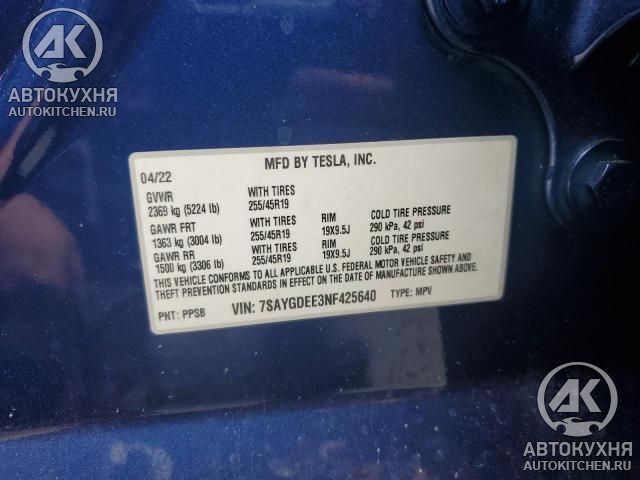 AK
АВТОКУХНЯ
AUTOKITCHEN.RU
MFD BY TESLA, INC.
04/22
GVWR WITH TIRES
2369 kg (5224 lb) 255/45R19
GAWR FRT WITH TIRES RIM COLD TIRE PRESSURE
1363 kg (3004 lb) 255/45R19 19X9.5J 290 kPa, 42 psi
GAWR RR WITH TIRES RIM COLD TIRE PRESSURE
1500 kg (3306 lb) 255/45R19 19X9.5J 290 kPa, 42 psi
THIS VEHICLE CONFORMS TO ALL APPLICABLE U.S. FEDERAL MOTOR VEHICLE SAFETY AND
THEFT PREVENTION STANDARDS IN EFFECT ON THE DATE OF MANUFACTURE SHOWN ABOVE.
PNT: PPSB VIN: 7SAYGDEE3NF425640 TYPE: MPV
AK
АВТОКУХНЯ
AUTOKITCHEN.RU